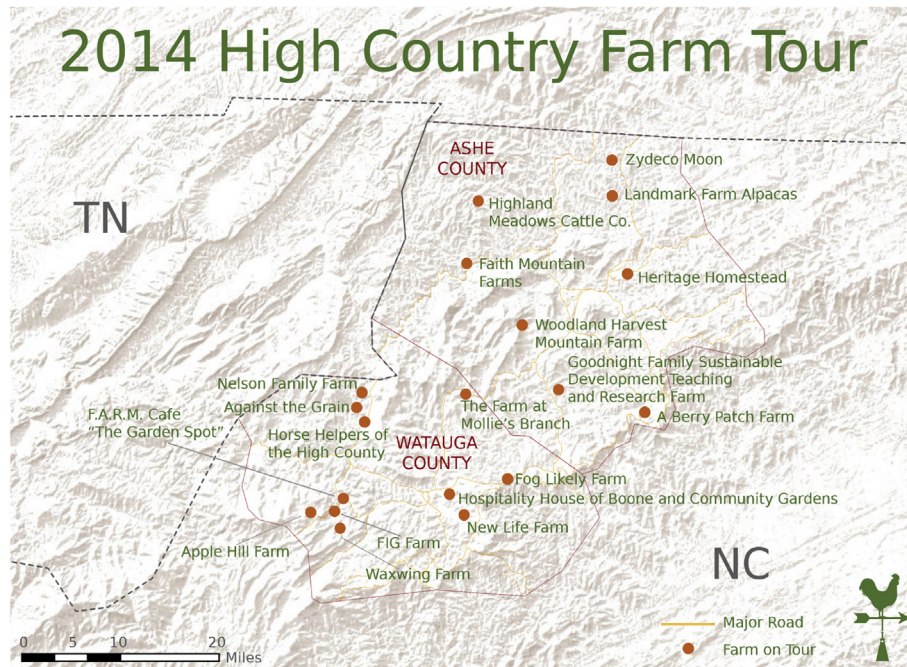 2014 High Country Farm Tour
ASHE
COUNTY
Zydeco Moon
TN
Landmark Farm Alpacas
Highland
Meadows Cattle Co.
Faith Mountain
Farms
Heritage Homestead
Woodland Harvest
Mountain Farm
Goodnight Family Sustainable
Development Teaching
and Research Farm
Nelson Family Farm
F.A.R.M. Cafe
"The Garden Spot"
Against the Grain
The Farm at
Mollie's Branch
A Berry Patch Farm
Horse Helpers of
the High County
WATAUGA
COUNTY
Fog Likely Farm
Hospitality House of Boone and Community Gardens
New Life Farm
FIG Farm
Apple Hill Farm
Waxwing Farm
NC
Major Road
Farm on Tour
0 5 10 20
Miles